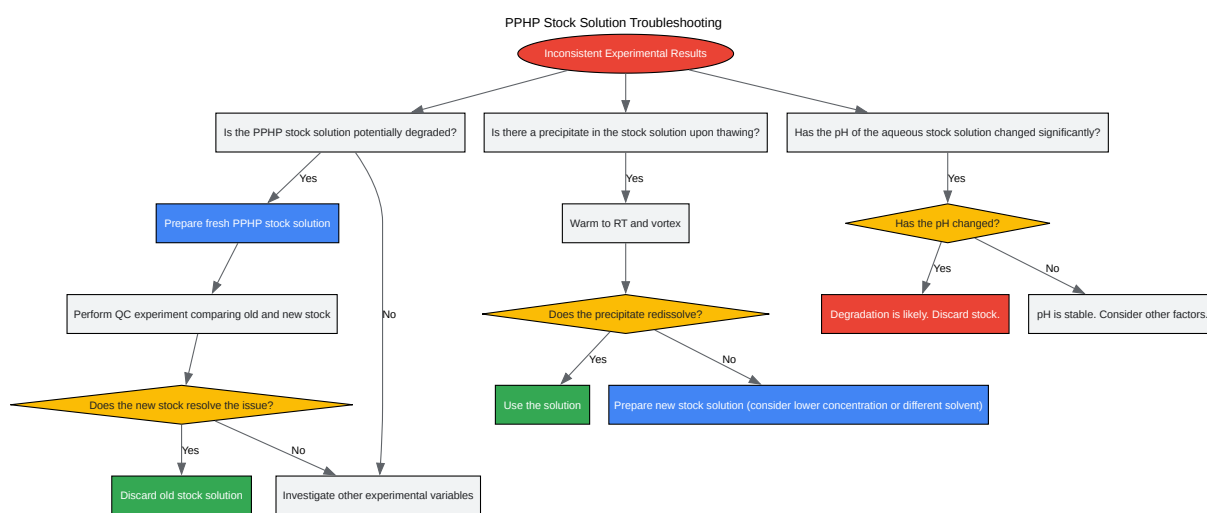 PPHP Stock Solution Troubleshooting
Inconsistent Experimental Results
Is the PPHP stock solution potentially degraded?
Is there a precipitate in the stock solution upon thawing?
Has the pH of the aqueous stock solution changed significantly?
Yes
Yes
Yes
Prepare fresh PPHP stock solution
Warm to RT and vortex
Has the pH changed?
Yes
No
Perform QC experiment comparing old and new stock
No
Does the precipitate redissolve?
Degradation is likely. Discard stock.
pH is stable. Consider other factors.
Yes
No
Does the new stock resolve the issue?
Use the solution
Prepare new stock solution (consider lower concentration or different solvent)
Yes
No
Discard old stock solution
Investigate other experimental variables